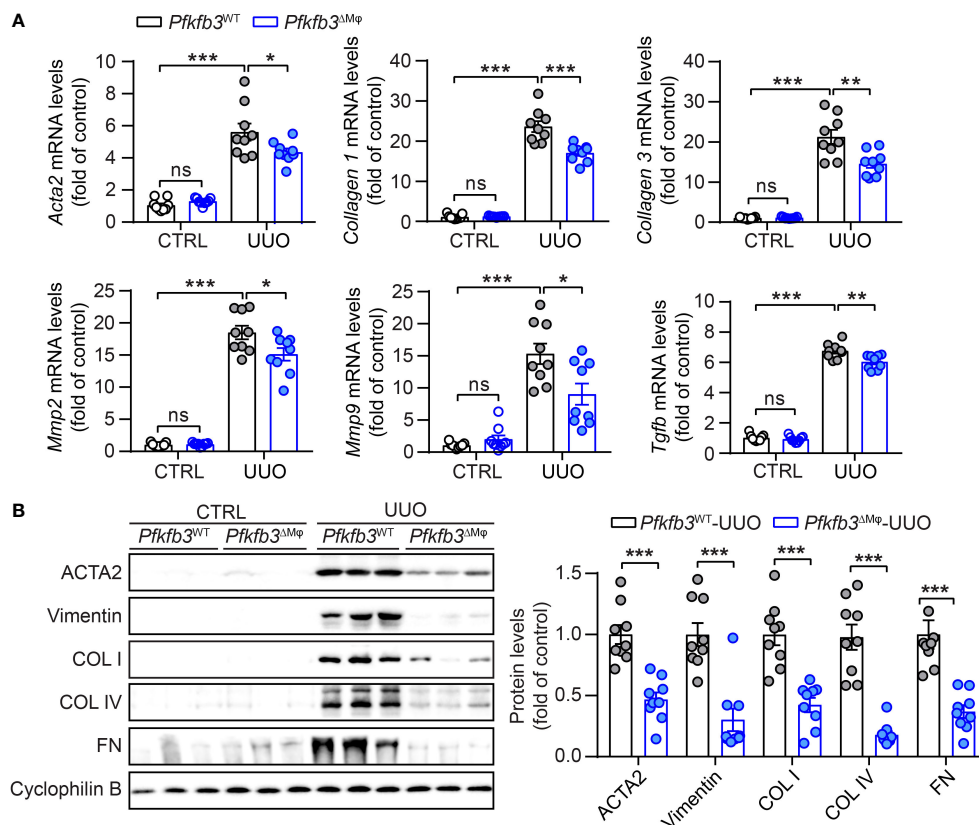 A
Pfkfb3WT Pfkfb3ΔMφ
Acta2 mRNA levels
(fold of control)
10
8
6
4
2
0
***
*
ns
CTRL UUO
Collagen 1 mRNA levels
(fold of control)
40
30
20
10
0
***
***
ns
CTRL UUO
Collagen 3 mRNA levels
(fold of control)
40
30
20
10
0
***
**
ns
CTRL UUO
Mmp2 mRNA levels
(fold of control)
25
20
15
10
5
0
***
*
ns
CTRL UUO
Mmp9 mRNA levels
(fold of control)
25
20
15
10
5
0
***
*
ns
CTRL UUO
Tgfb mRNA levels
(fold of control)
10
8
6
4
2
0
***
**
ns
CTRL UUO
B
CTRL UUO
Pfkfb3WT Pfkfb3ΔMφ Pfkfb3WT Pfkfb3ΔMφ
ACTA2
Vimentin
COL I
COL IV
FN
Cyclophilin B
Pfkfb3WT-UUO Pfkfb3ΔMφ-UUO
Protein levels
(fold of control)
1.5
1.0
0.5
0.0
***
***
***
***
***
ACTA2
Vimentin
COL I
COL IV
FN